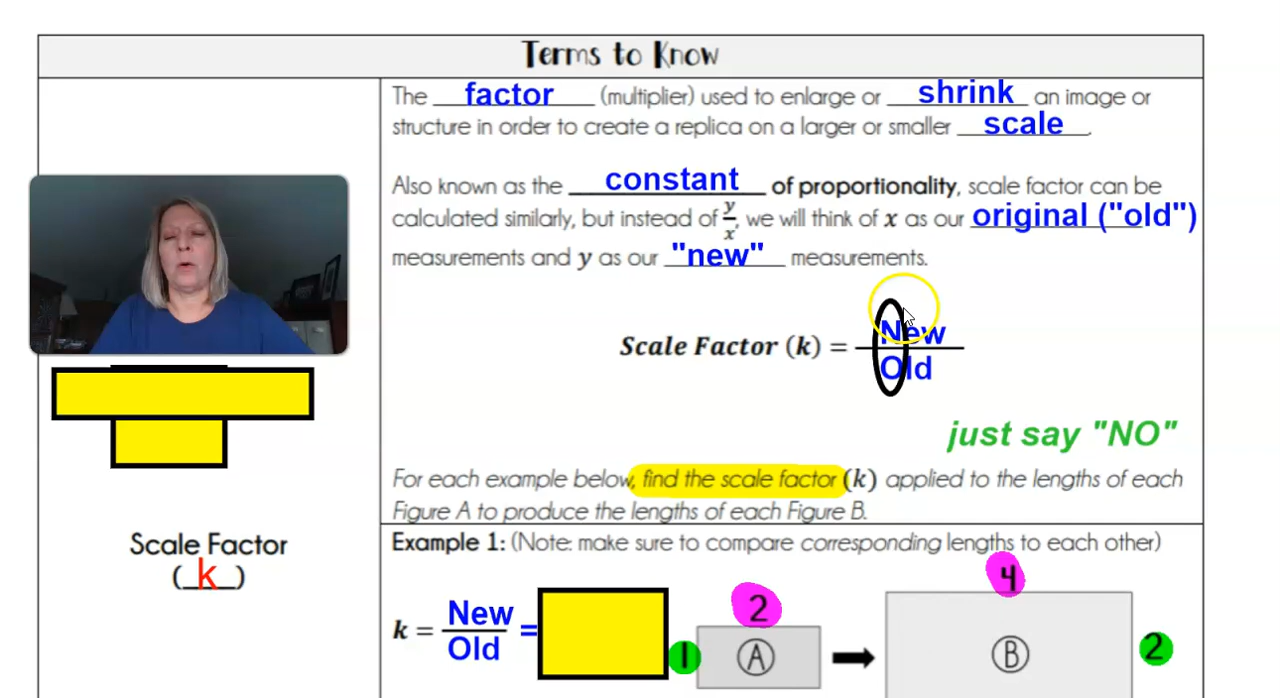 Terms to Know
The factor (multiplier) used to enlarge or shrink an image or
structure in order to create a replica on a larger or smaller scale.
Also known as the constant of proportionality, scale factor can be
calculated similarly, but instead of y/x, we will think of x as our original ("old")
measurements and y as our "new" measurements.
Scale Factor (k) = New
Old
just say "NO"
For each example below, find the scale factor (k) applied to the lengths of each
Figure A to produce the lengths of each Figure B.
Scale Factor
(k)
Example 1: (Note: make sure to compare corresponding lengths to each other)
k = New =
Old
2
1
A
4
B
2